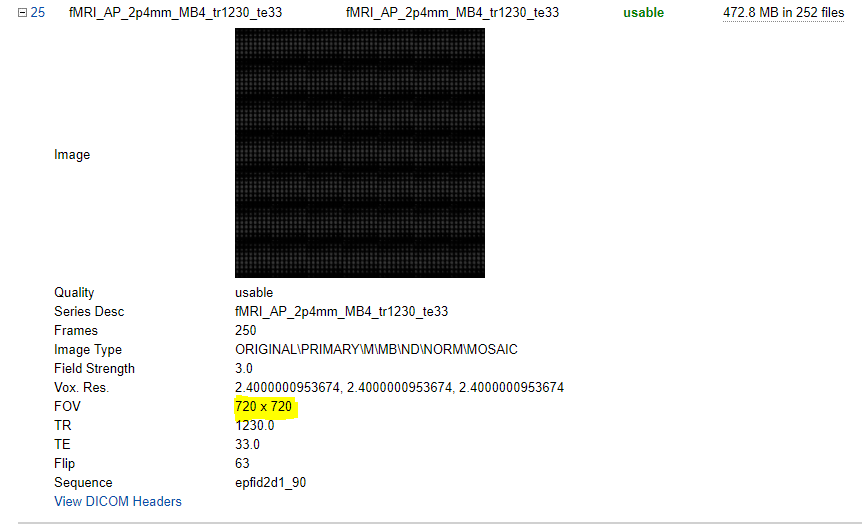 25 fMRI_AP_2p4mm_MB4_tr1230_te33 fMRI_AP_2p4mm_MB4_tr1230_te33 usable 472.8 MB in 252 files
Image
Quality usable
Series Desc fMRI_AP_2p4mm_MB4_tr1230_te33
Frames 250
Image Type ORIGINAL\PRIMARY\M\MB\ND\NORM\MOSAIC
Field Strength 3.0
Vox. Res. 2.4000000953674, 2.4000000953674, 2.4000000953674
FOV 720 x 720
TR 1230.0
TE 33.0
Flip 63
Sequence epfid2d1_90
View DICOM Headers